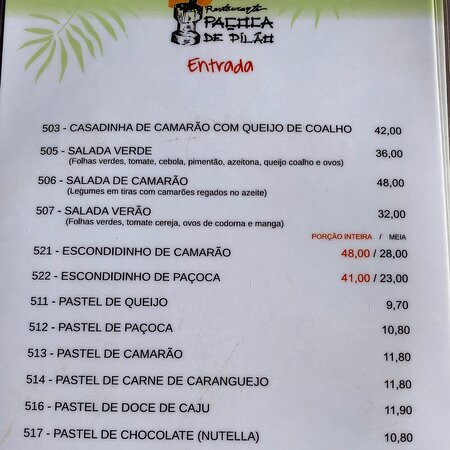 Restaurante
PAÇOCA
DE PILÃO
Entrada
503 - CASADINHA DE CAMARÃO COM QUEIJO DE COALHO 42,00
505 - SALADA VERDE 36,00
(Folhas verdes, tomate, cebola, pimentão, azeitona, queijo coalho e ovos)
506 - SALADA DE CAMARÃO 48,00
(Legumes em tiras com camarões regados no azeite)
507 - SALADA VERÃO 32,00
(Folhas verdes, tomate cereja, ovos de codorna e manga)
PORÇÃO INTEIRA / MEIA
521 - ESCONDIDINHO DE CAMARÃO 48,00 / 28,00
522 - ESCONDIDINHO DE PAÇOCA 41,00 / 23,00
511 - PASTEL DE QUEIJO 9,70
512 - PASTEL DE PAÇOCA 10,80
513 - PASTEL DE CAMARÃO 11,80
514 - PASTEL DE CARNE DE CARANGUEJO 11,80
516 - PASTEL DE DOCE DE CAJU 11,90
517 - PASTEL DE CHOCOLATE (NUTELLA) 10,80